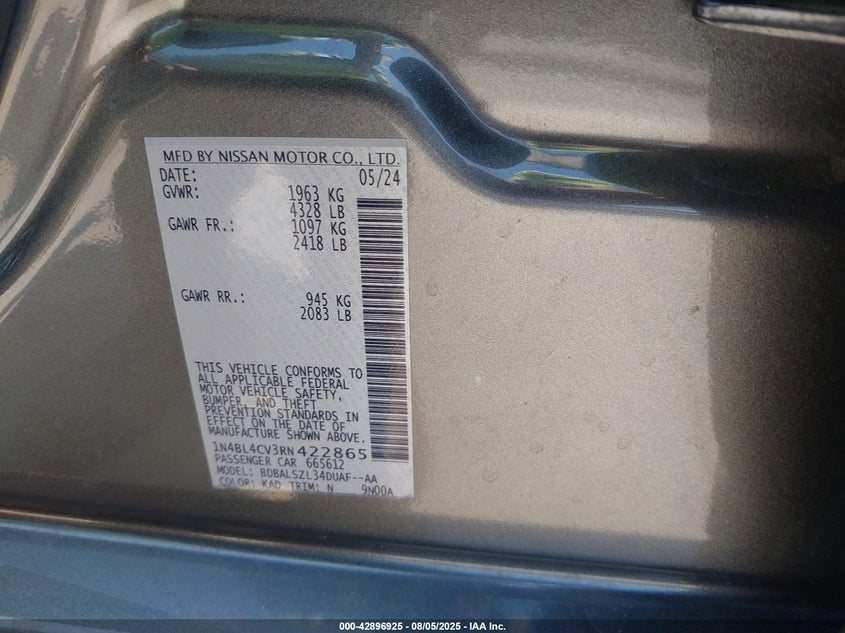 MFD BY NISSAN MOTOR CO., LTD.
DATE: 05/24
GVWR: 1963 KG
4328 LB
GAWR FR.: 1097 KG
2418 LB
GAWR RR.: 945 KG
2083 LB
THIS VEHICLE CONFORMS TO
ALL APPLICABLE FEDERAL
MOTOR VEHICLE SAFETY,
BUMPER, AND THEFT
PREVENTION STANDARDS IN
EFFECT ON THE DATE OF
MANUFACTURE SHOWN ABOVE.
1N4BL4CV3RN422865
PASSENGER CAR 665612
MODEL: BDBALSZL34DUAF--AA
COLOR: KAD TRIM: N 9N00A
000-42896925 - 08/05/2025 - IAA Inc.